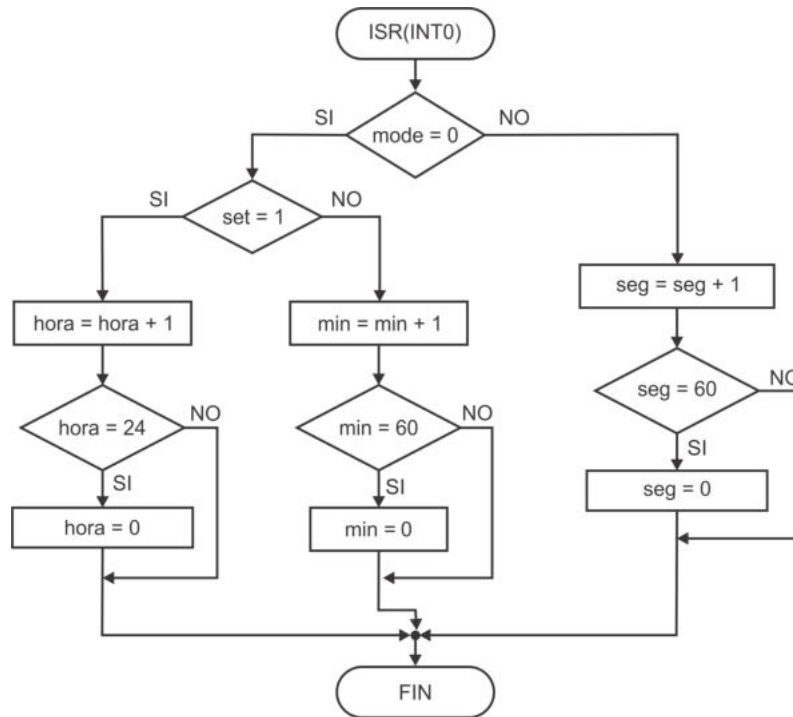 ISR(INT0)
SI
mode = 0
NO
SI
set = 1
NO
hora = hora + 1
min = min + 1
seg = seg + 1
hora = 24
NO
min = 60
NO
seg = 60
NO
SI
SI
SI
hora = 0
min = 0
seg = 0
FIN